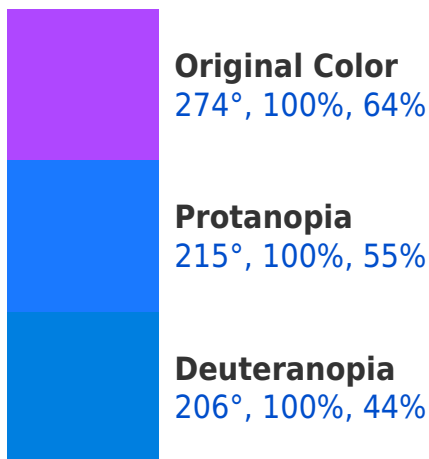 Original Color
274°, 100%, 64%
Protanopia
215°, 100%, 55%
Deuteranopia
206°, 100%, 44%